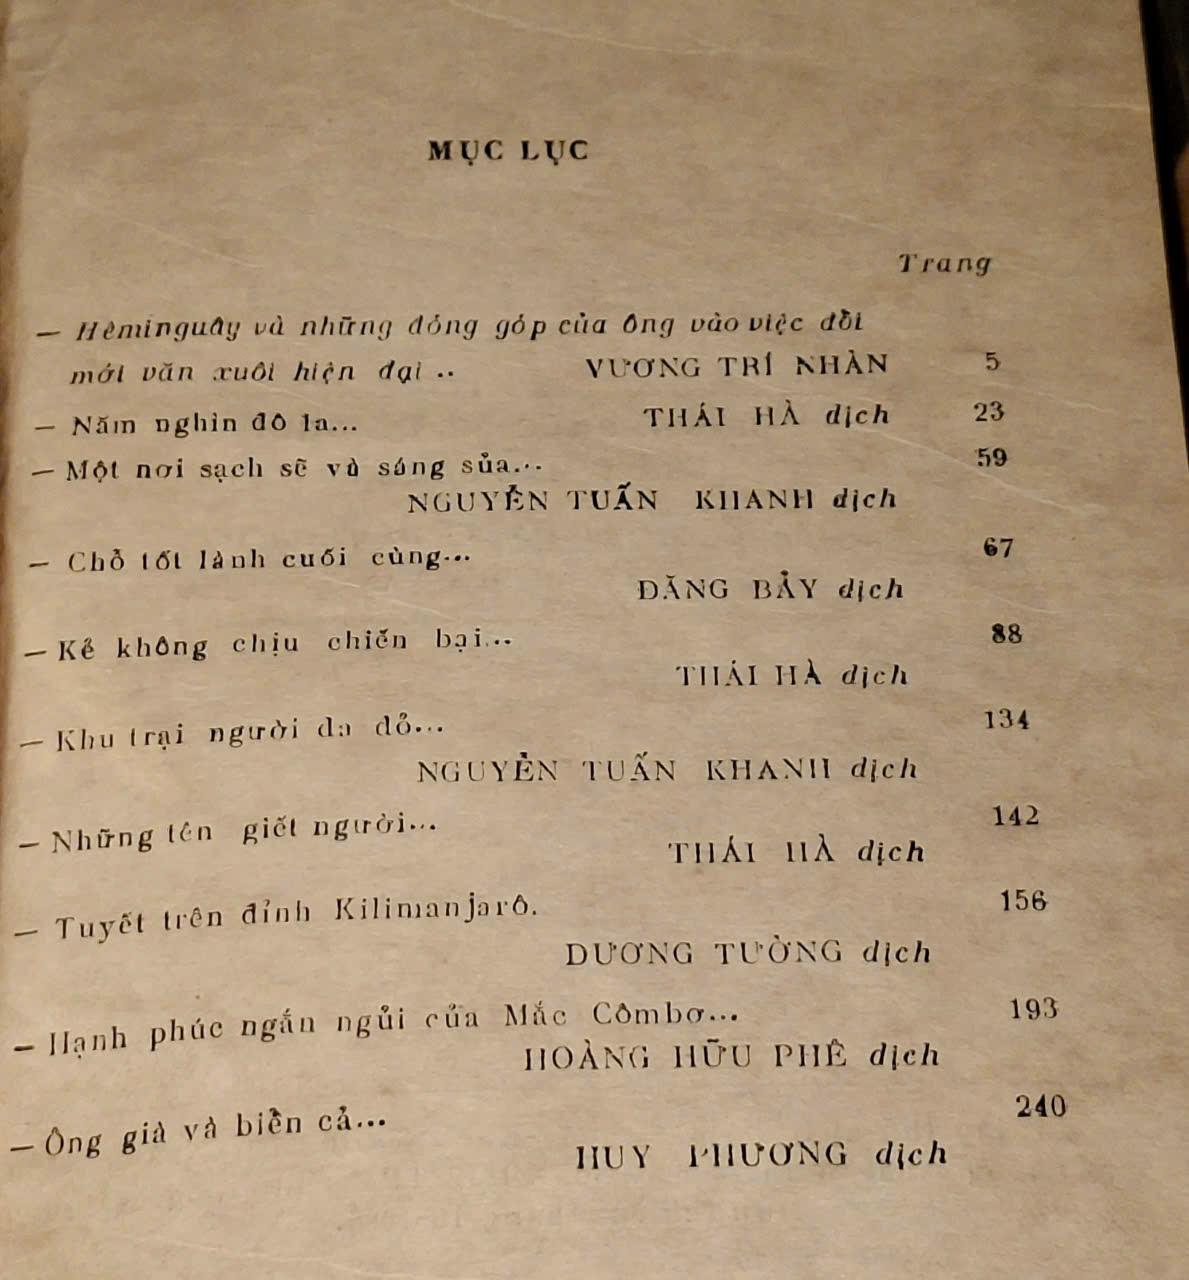 MỤC LỤC
Trang
— Hêminguây và những đóng góp của ông vào việc đổi
mới văn xuôi hiện đại .. VƯƠNG TRÍ NHÀN 5
— Năm nghìn đô la... THÁI HÀ dịch 23
— Một nơi sạch sẽ và sáng sủa... 59
NGUYỄN TUẤN KHANH dịch
— Chỗ tốt lành cuối cùng... 67
ĐĂNG BẢY dịch
— Kẻ không chịu chiến bại... 88
THÁI HÀ dịch
— Khu trại người da đỏ... 134
NGUYỄN TUẤN KHANH dịch
— Những tên giết người... 142
THÁI HÀ dịch
— Tuyết trên đỉnh Kilimanjarô. 156
DƯƠNG TƯỜNG dịch
— Hạnh phúc ngắn ngủi của Mắc Cômbơ... 193
HOÀNG HỮU PHÊ dịch
— Ông già và biển cả... 240
HUY PHƯƠNG dịch